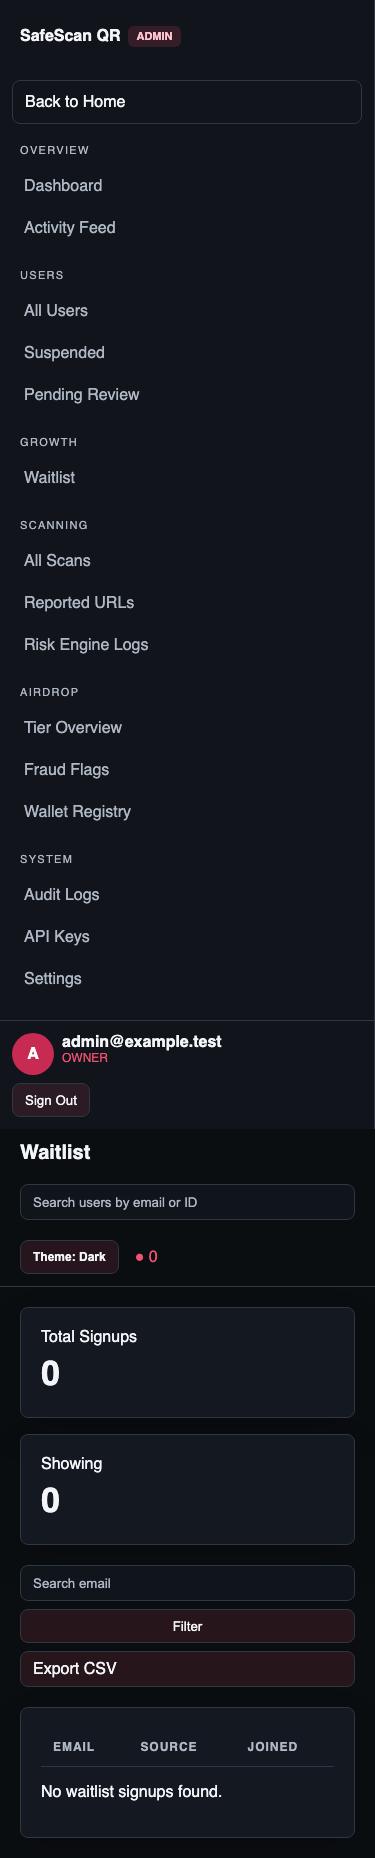 SafeScan QR ADMIN
Back to Home
OVERVIEW
Dashboard
Activity Feed
USERS
All Users
Suspended
Pending Review
GROWTH
Waitlist
SCANNING
All Scans
Reported URLs
Risk Engine Logs
AIRDROP
Tier Overview
Fraud Flags
Wallet Registry
SYSTEM
Audit Logs
API Keys
Settings
A
admin@example.test
OWNER
Sign Out
Waitlist
Search users by email or ID
Theme: Dark ● 0
Total Signups
0
Showing
0
Search email
Filter
Export CSV
EMAIL SOURCE JOINED
No waitlist signups found.